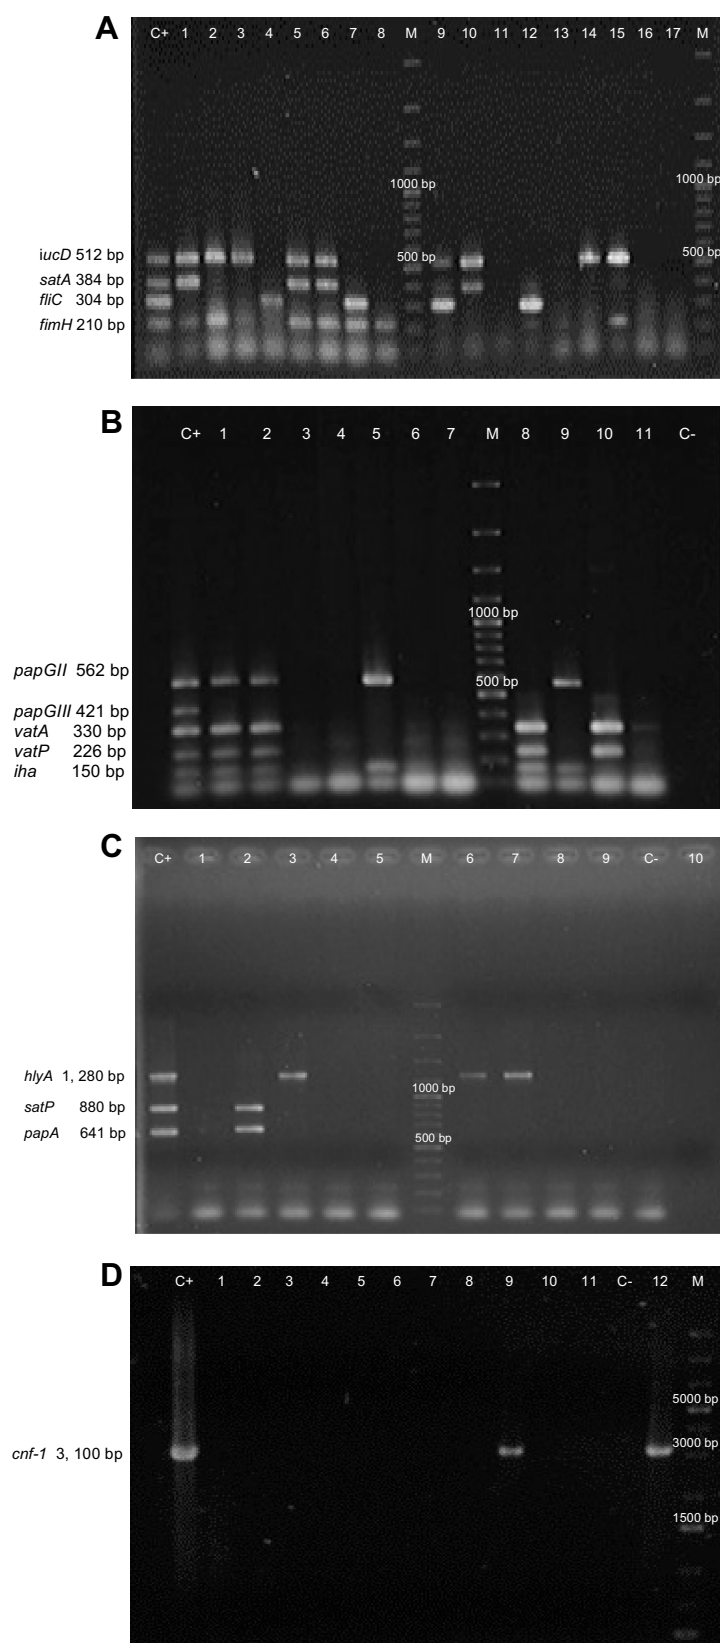 A
C+ 1 2 3 4 5 6 7 8 M 9 10 11 12 13 14 15 16 17 M
1000 bp 1000 bp
500 bp 500 bp
iucD 512 bp
satA 384 bp
fliC 304 bp
fimH 210 bp
B
C+ 1 2 3 4 5 6 7 M 8 9 10 11 C-
1000 bp
500 bp
papGII 562 bp
papGIII 421 bp
vatA 330 bp
vatP 226 bp
iha 150 bp
C
C+ 1 2 3 4 5 M 6 7 8 9 C- 10
hlyA 1, 280 bp
1000 bp
satP 880 bp
papA 641 bp
500 bp
D
C+ 1 2 3 4 5 6 7 8 9 10 11 C- 12 M
5000 bp
3000 bp
cnf-1 3, 100 bp
1500 bp